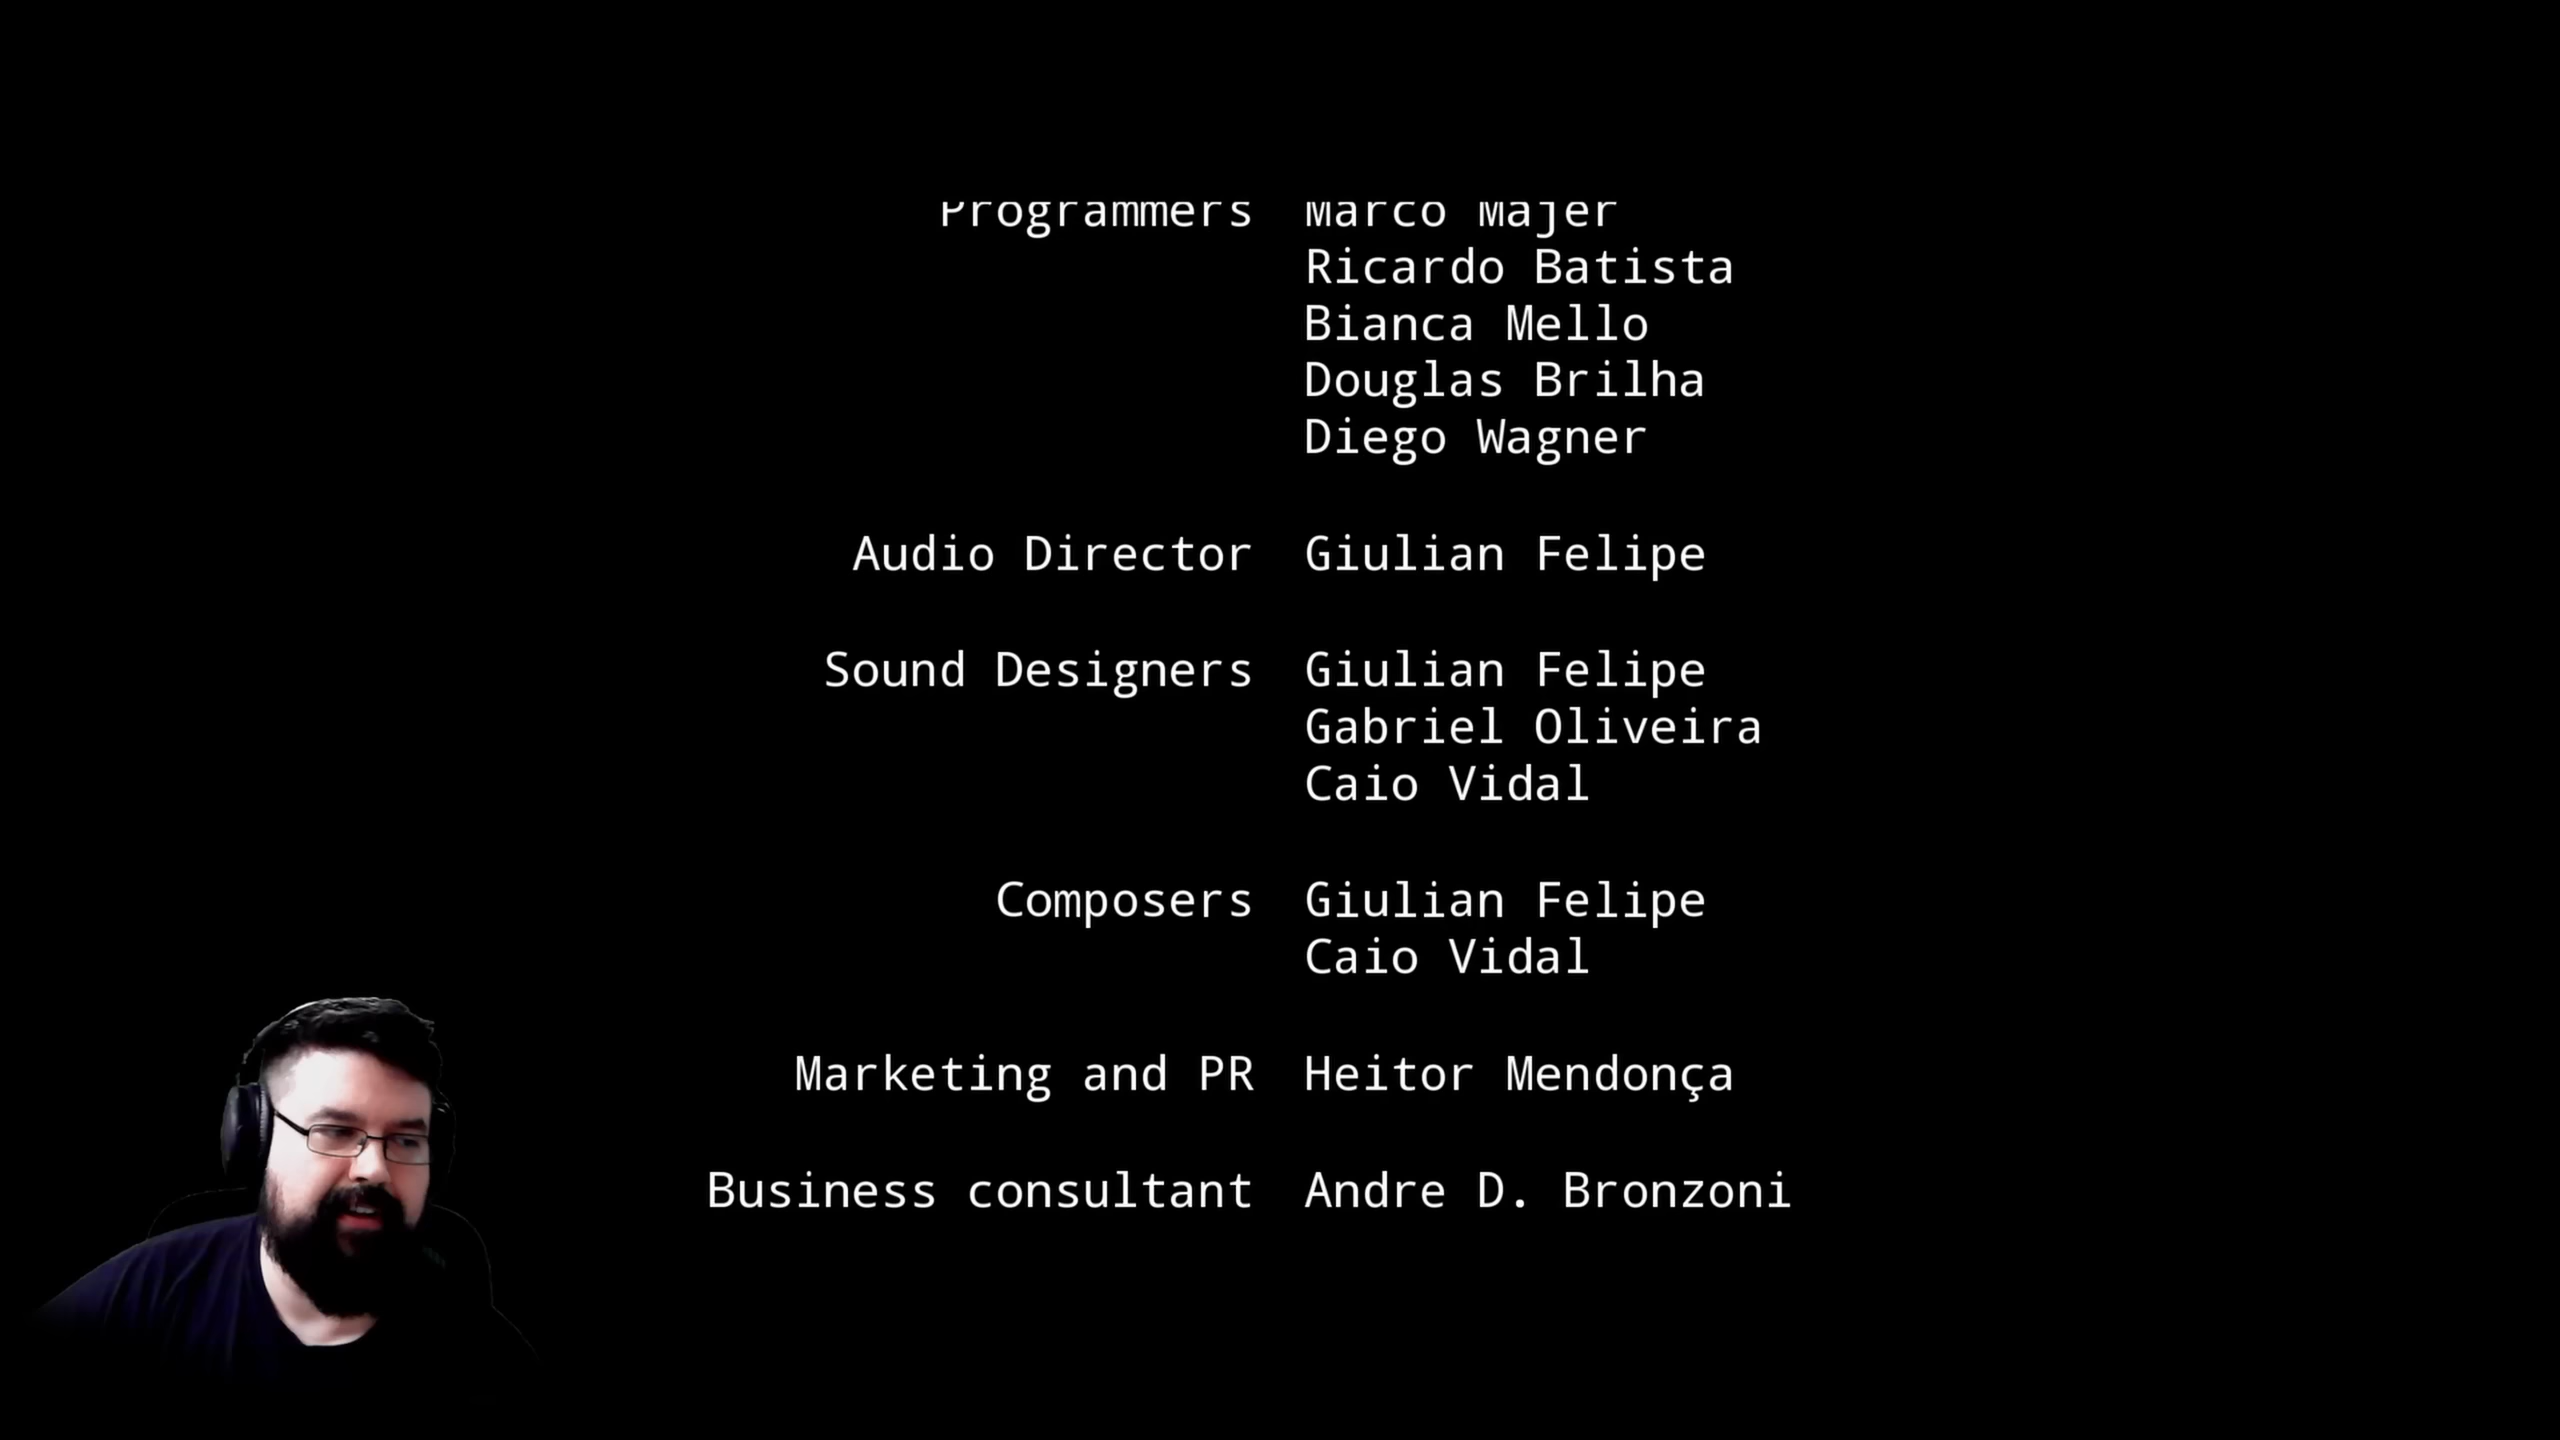 Programmers Marco Majer
Ricardo Batista
Bianca Mello
Douglas Brilha
Diego Wagner
Audio Director Giulian Felipe
Sound Designers Giulian Felipe
Gabriel Oliveira
Caio Vidal
Composers Giulian Felipe
Caio Vidal
Marketing and PR Heitor Mendonça
Business consultant Andre D. Bronzoni